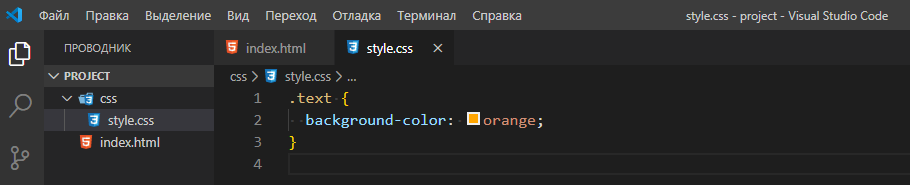 Файл Правка Выделение Вид Переход Отладка Терминал Справка style.css - project - Visual Studio Code
ПРОВОДНИК
index.html
style.css
PROJECT
css
style.css
index.html
css > style.css > ...
1 .text {
2 background-color: orange;
3 }
4